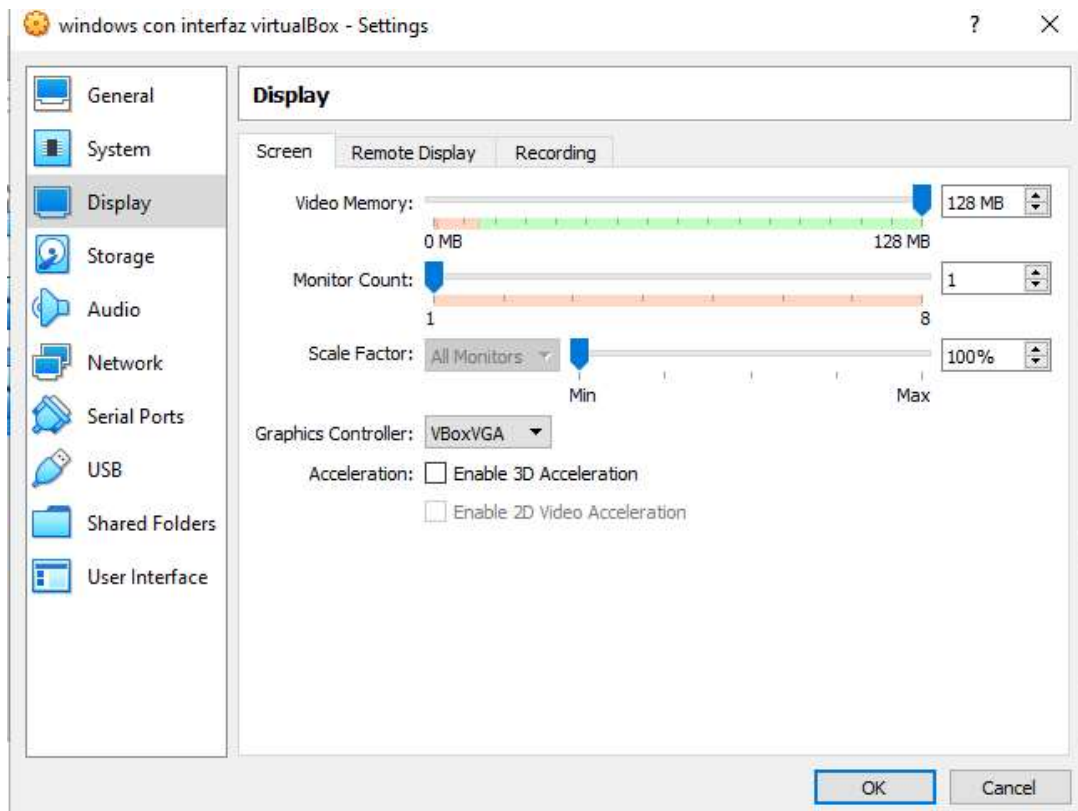 windows con interfaz virtualBox - Settings ?
General
System
Display
Storage
Audio
Network
Serial Ports
USB
Shared Folders
User Interface
Display
Screen Remote Display Recording
Video Memory: 128 MB
0 MB 128 MB
Monitor Count: 1
1 8
Scale Factor: All Monitors 100%
Min Max
Graphics Controller: VBoxVGA
Acceleration: Enable 3D Acceleration
Enable 2D Video Acceleration
OK Cancel